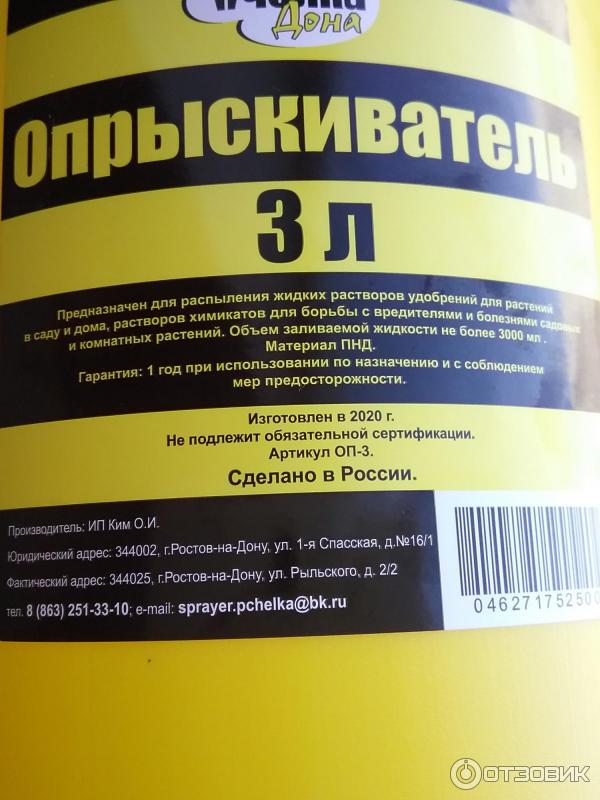 Дона
Опрыскиватель
3 л
Предназначен для распыления жидких растворов удобрений для растений
в саду и дома, растворов химикатов для борьбы с вредителями и болезнями садовых
и комнатных растений. Объем заливаемой жидкости не более 3000 мл .
Материал ПНД.
Гарантия: 1 год при использовании по назначению и с соблюдением
мер предосторожности.
Изготовлен в 2020 г.
Не подлежит обязательной сертификации.
Артикул ОП-3.
Сделано в России.
Производитель: ИП Ким О.И.
Юридический адрес: 344002, г.Ростов-на-Дону, ул. 1-я Спасская, д.№16/1
Фактический адрес: 344025, г.Ростов-на-Дону, ул. Рыльского, д. 2/2
тел. 8 (863) 251-33-10; e-mail: sprayer.pchelka@bk.ru
046271752500
ОТЗОВИК